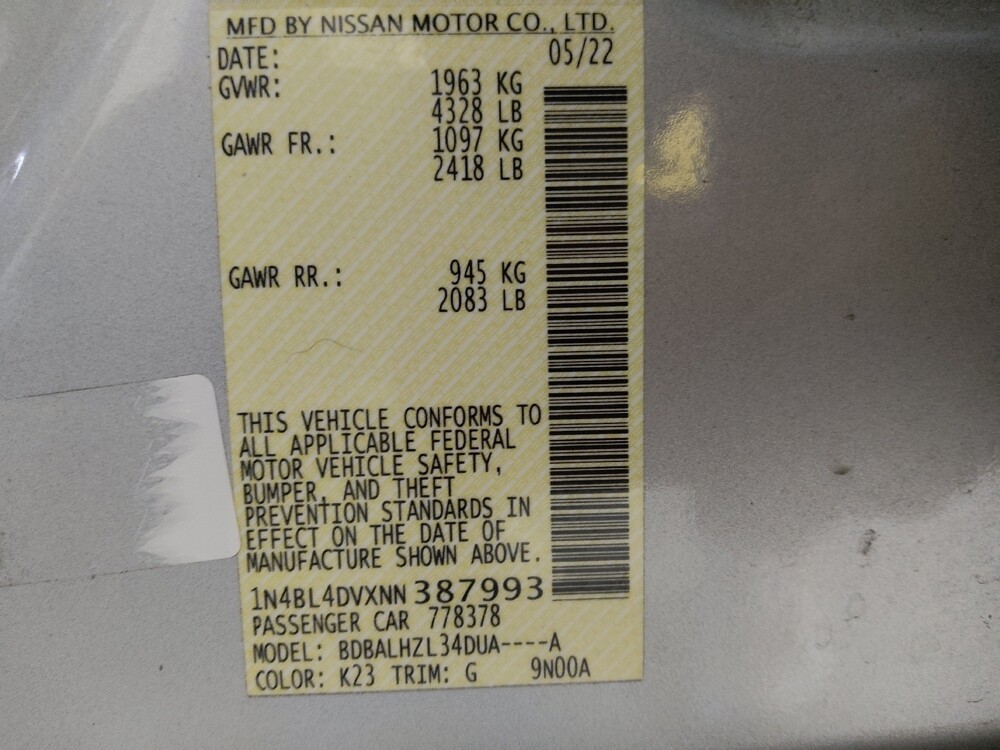 MFD BY NISSAN MOTOR CO., LTD.
DATE: 05/22
GVWR: 1963 KG
4328 LB
GAWR FR.: 1097 KG
2418 LB
GAWR RR.: 945 KG
2083 LB
THIS VEHICLE CONFORMS TO
ALL APPLICABLE FEDERAL
MOTOR VEHICLE SAFETY,
BUMPER, AND THEFT
PREVENTION STANDARDS IN
EFFECT ON THE DATE OF
MANUFACTURE SHOWN ABOVE.
1N4BL4DVXNN387993
PASSENGER CAR 778378
MODEL: BDBALHZL34DUA----A
COLOR: K23 TRIM: G 9N00A